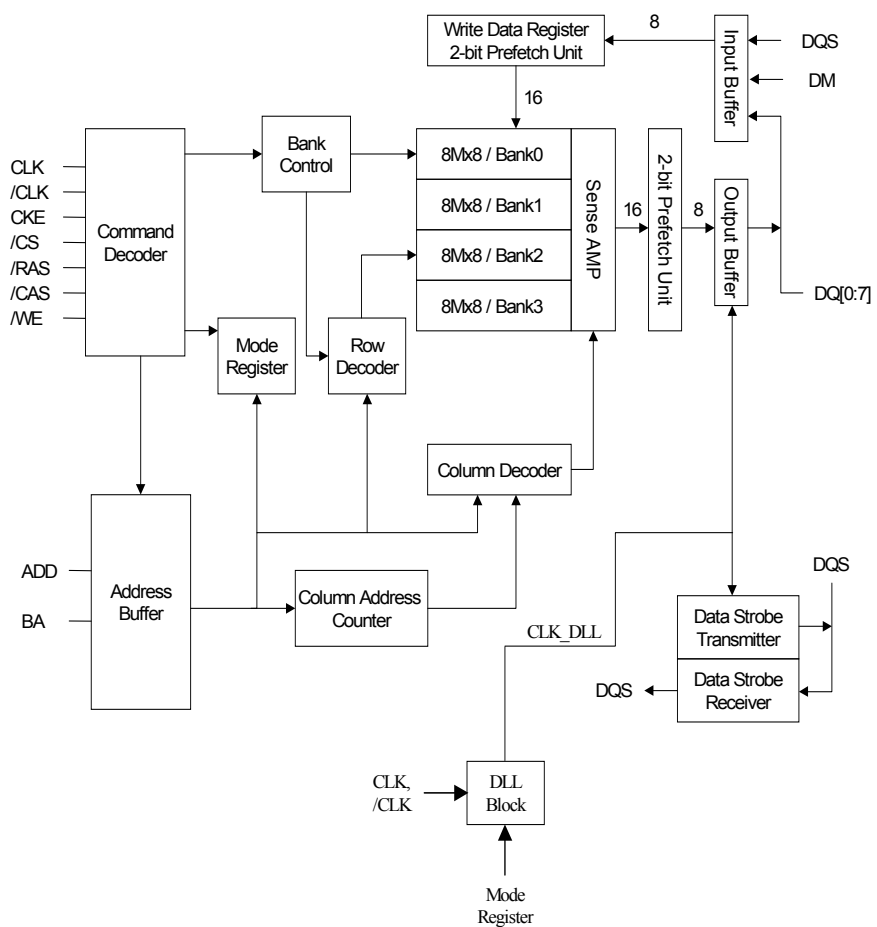 Write Data Register
2-bit Prefetch Unit
8
Input Buffer
DQS
DM
16
Bank
Control
8Mx8 / Bank0
8Mx8 / Bank1
8Mx8 / Bank2
8Mx8 / Bank3
Sense AMP
16
2-bit Prefetch Unit
8
Output Buffer
DQ[0:7]
CLK
/CLK
CKE
/CS
/RAS
/CAS
/WE
Command
Decoder
Mode
Register
Row
Decoder
Column Decoder
ADD
BA
Address
Buffer
Column Address
Counter
CLK_DLL
DQS
Data Strobe
Transmitter
Data Strobe
Receiver
DQS
CLK,
/CLK
DLL
Block
Mode
Register